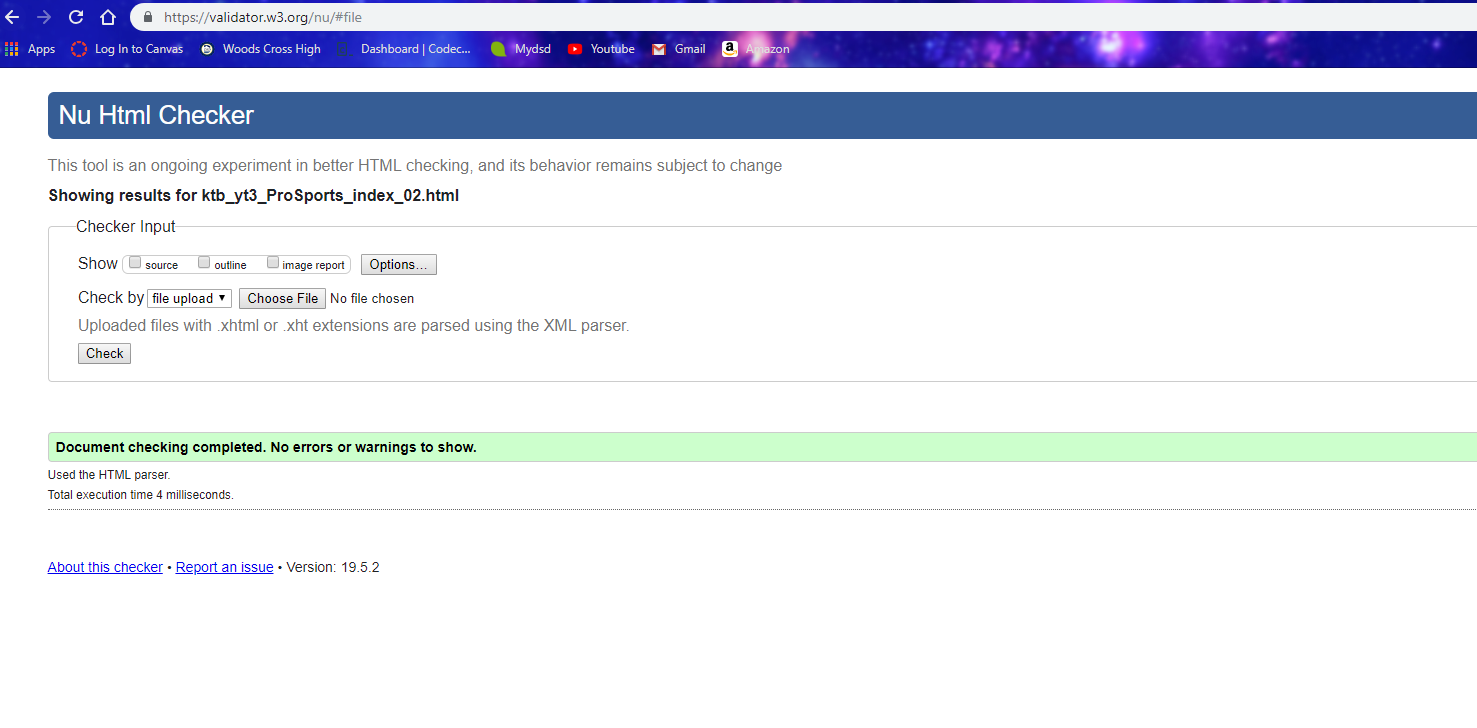 https://validator.w3.org/nu/#file
Apps Log In to Canvas Woods Cross High Dashboard | Codec... Mydsd Youtube Gmail Amazon
Nu Html Checker
This tool is an ongoing experiment in better HTML checking, and its behavior remains subject to change
Showing results for ktb_yt3_ProSports_index_02.html
Checker Input
Show source outline image report Options...
Check by file upload Choose File No file chosen
Uploaded files with .xhtml or .xht extensions are parsed using the XML parser.
Check
Document checking completed. No errors or warnings to show.
Used the HTML parser.
Total execution time 4 milliseconds.
About this checker • Report an issue • Version: 19.5.2